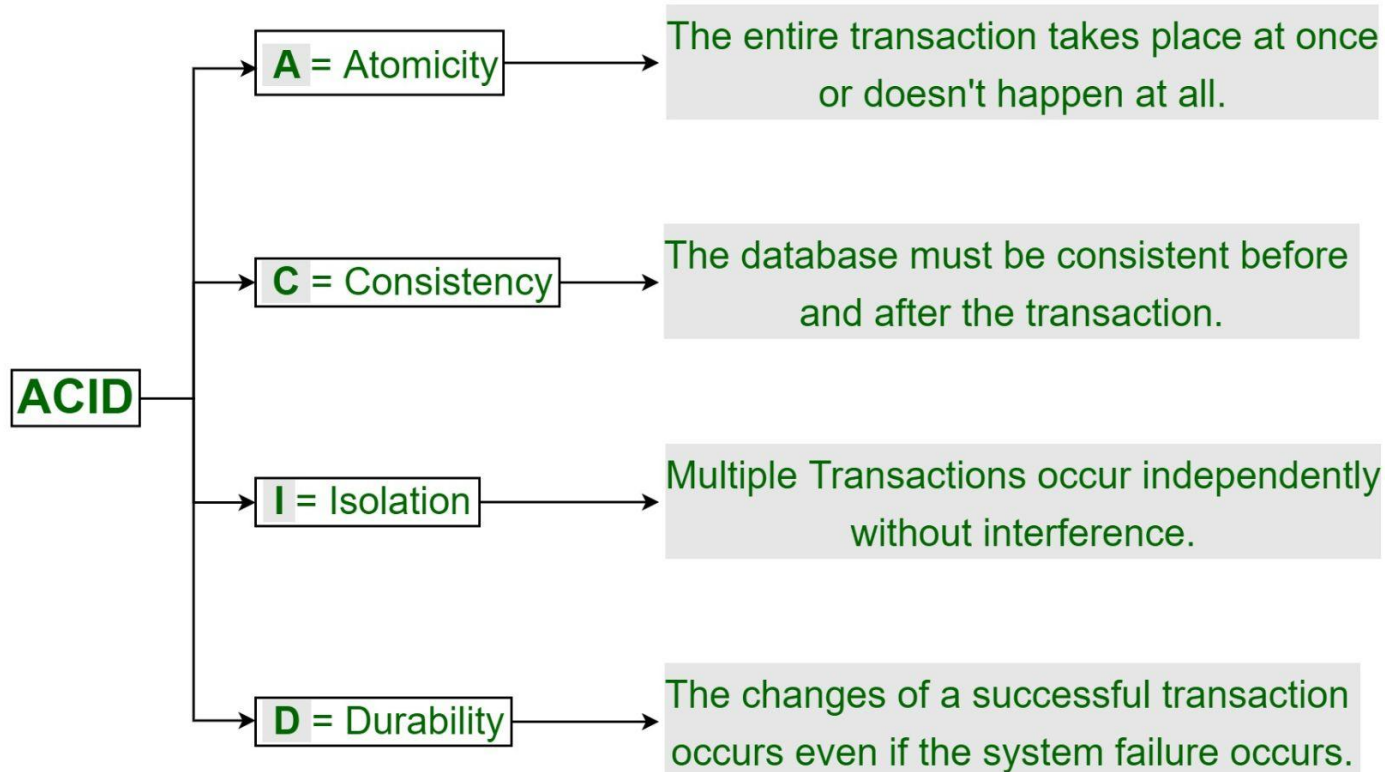 A = Atomicity
The entire transaction takes place at once
or doesn't happen at all.
C = Consistency
The database must be consistent before
and after the transaction.
ACID
I = Isolation
Multiple Transactions occur independently
without interference.
D = Durability
The changes of a successful transaction
occurs even if the system failure occurs.